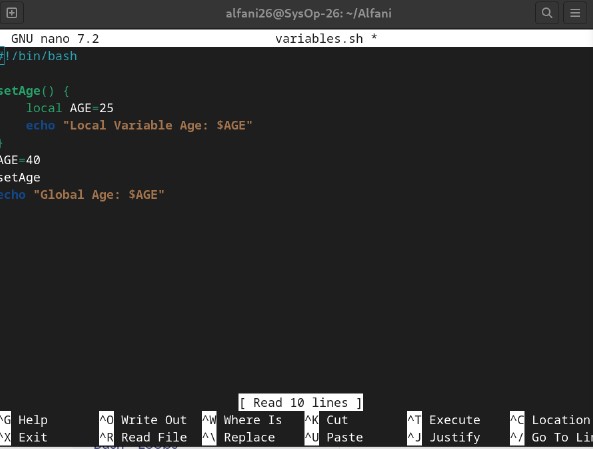 alfani26@SysOp-26: ~/Alfani
GNU nano 7.2 variables.sh *
#!/bin/bash
setAge() {
local AGE=25
echo "Local Variable Age: $AGE"
}
AGE=40
setAge
echo "Global Age: $AGE"
[ Read 10 lines ]
^G Help ^O Write Out ^W Where Is ^K Cut ^T Execute ^C Location
^X Exit ^R Read File ^\ Replace ^U Paste ^J Justify ^/ Go To Li